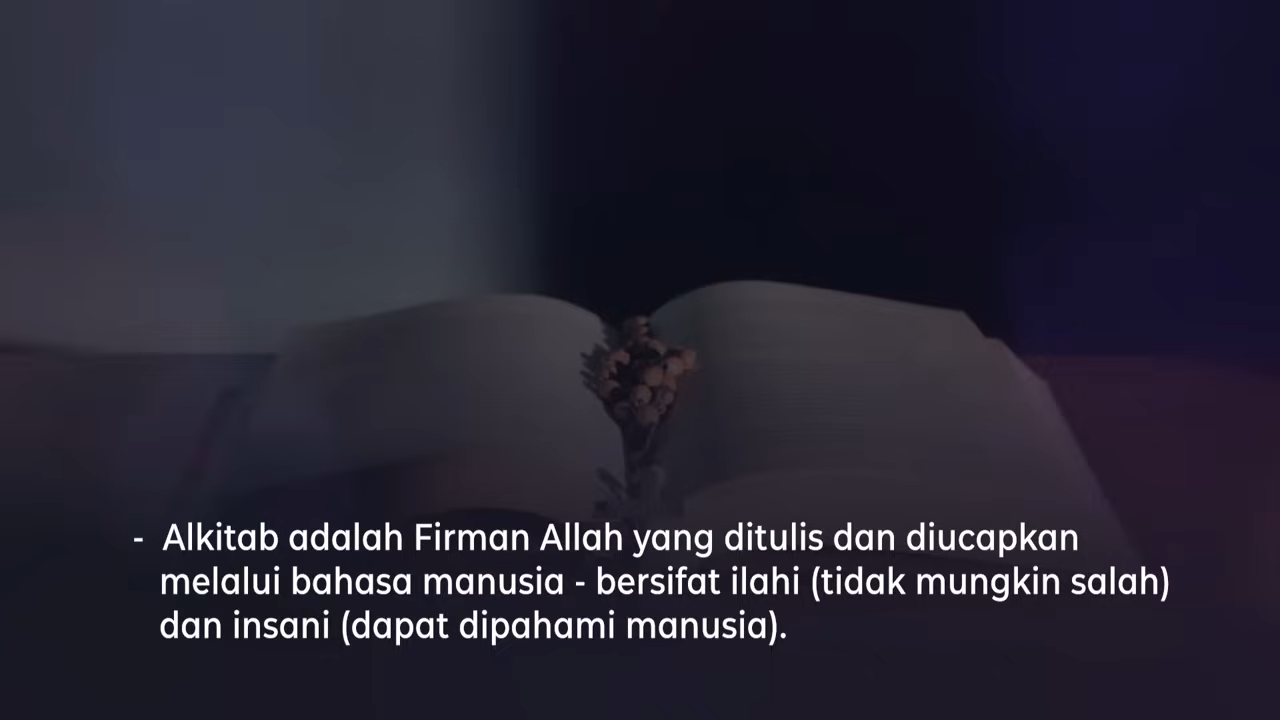 - Alkitab adalah Firman Allah yang ditulis dan diucapkan
melalui bahasa manusia - bersifat ilahi (tidak mungkin salah)
dan insani (dapat dipahami manusia).